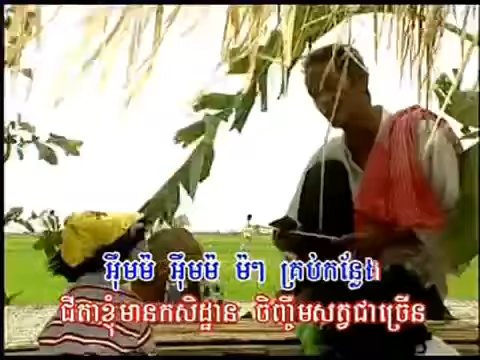 អ៊ីមម៉ អ៊ីមម៉ ម៉ៗ គ្រប់កន្លែង
ជីតាខ្ញុំមានកសិដ្ឋាន ចិញ្ចឹមសត្វជាច្រើន